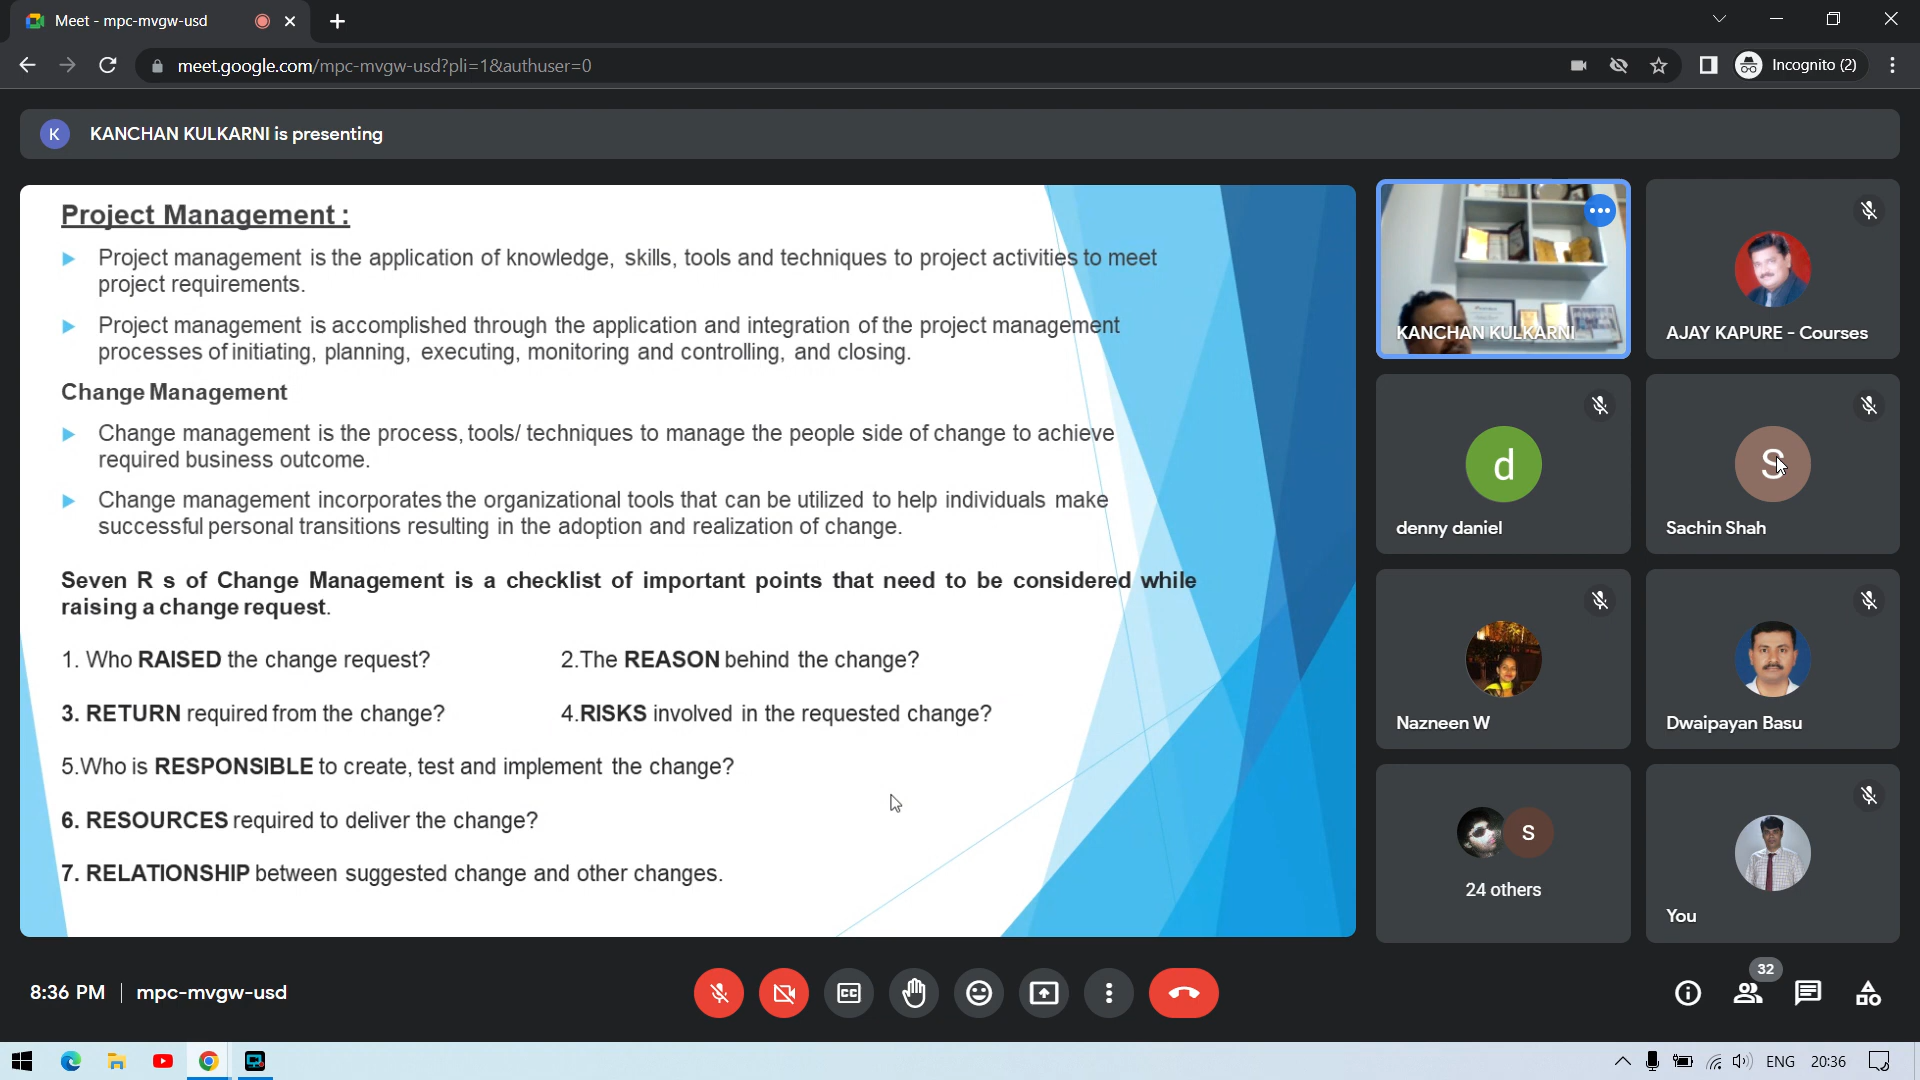 Meet - mpc-mvgw-usd
meet.google.com/mpc-mvgw-usd?pli=1&authuser=0
Incognito (2)
K
KANCHAN KULKARNI is presenting
Project Management :
Project management is the application of knowledge, skills, tools and techniques to project activities to meet
project requirements.
Project management is accomplished through the application and integration of the project management
processes of initiating, planning, executing, monitoring and controlling, and closing.
Change Management
Change management is the process, tools/ techniques to manage the people side of change to achieve
required business outcome.
Change management incorporates the organizational tools that can be utilized to help individuals make
successful personal transitions resulting in the adoption and realization of change.
Seven R s of Change Management is a checklist of important points that need to be considered while
raising a change request.
1. Who RAISED the change request?
2.The REASON behind the change?
3. RETURN required from the change?
4.RISKS involved in the requested change?
5.Who is RESPONSIBLE to create, test and implement the change?
6. RESOURCES required to deliver the change?
7. RELATIONSHIP between suggested change and other changes.
KANCHAN KULKARNI
AJAY KAPURE - Courses
d
denny daniel
S
Sachin Shah
Nazneen W
Dwaipayan Basu
S
24 others
You
8:36 PM
mpc-mvgw-usd
CC
32
ENG
20:36